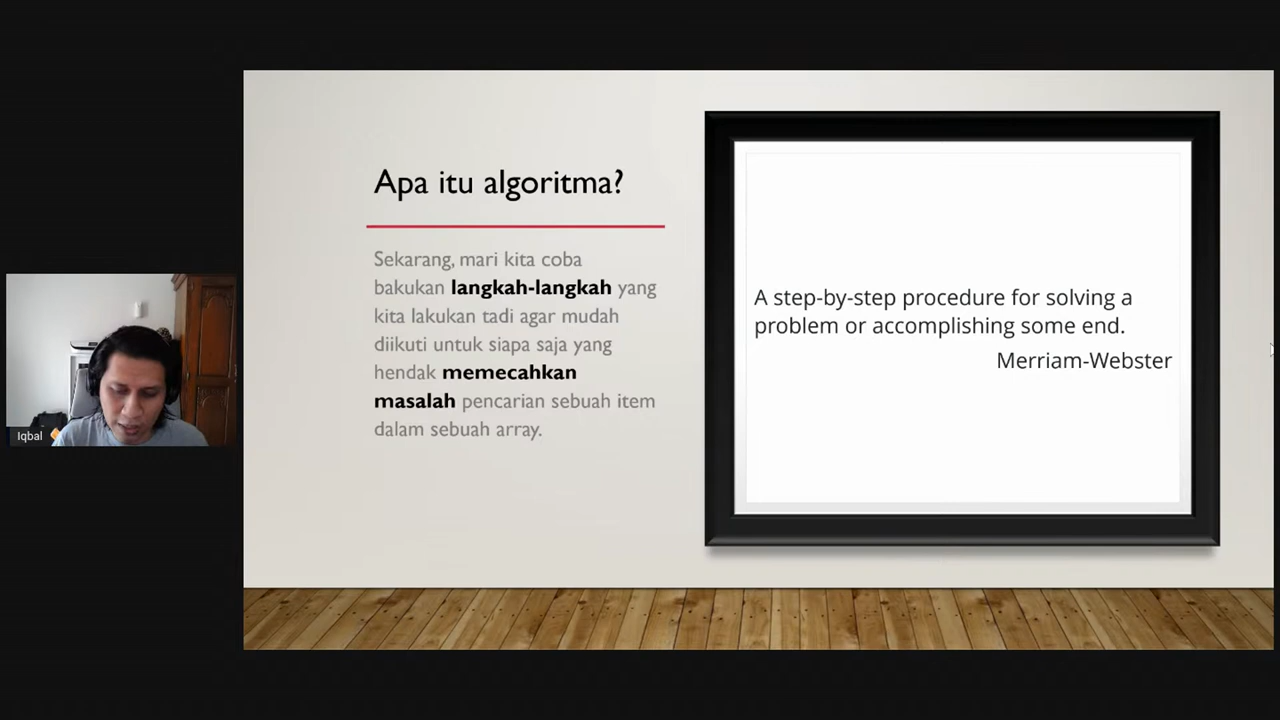 Apa itu algoritma?
Sekarang, mari kita coba
bakukan langkah-langkah yang
kita lakukan tadi agar mudah
diikuti untuk siapa saja yang
hendak memecahkan
masalah pencarian sebuah item
dalam sebuah array.
A step-by-step procedure for solving a
problem or accomplishing some end.
Merriam-Webster
Iqbal